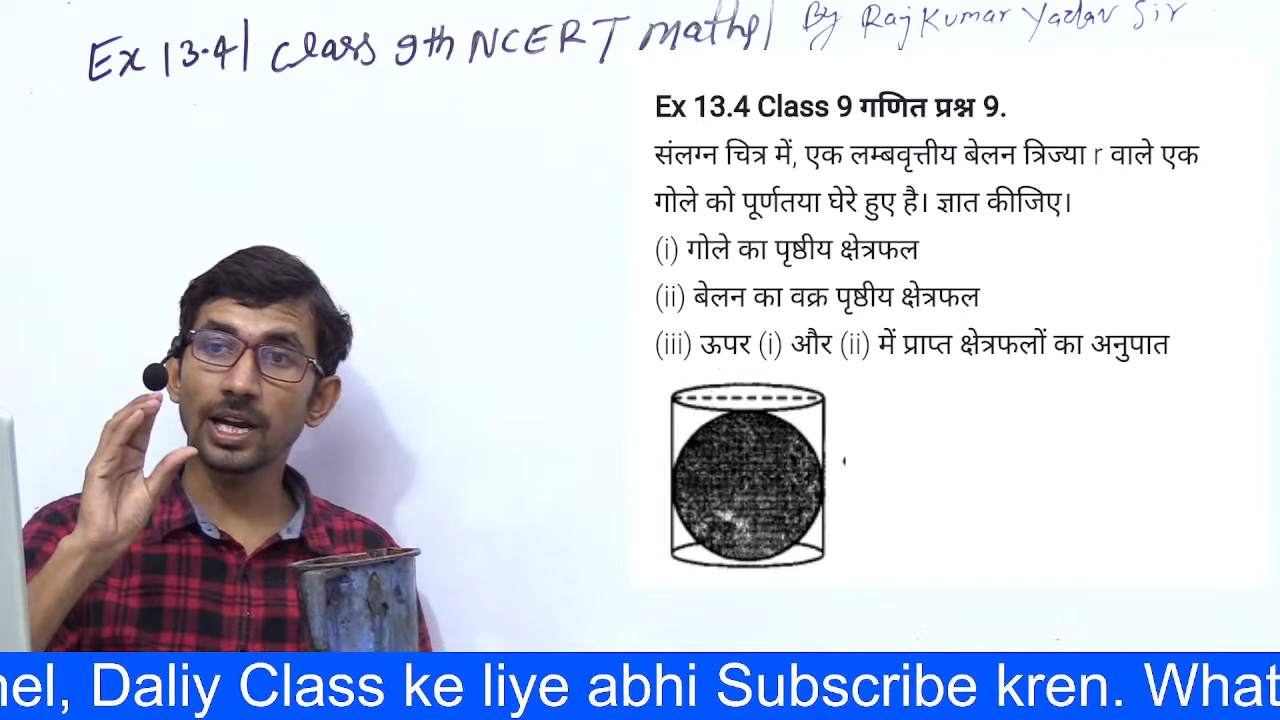 Ex 13.4| Class 9th NCERT maths| By Raj Kumar Yadav Sir
Ex 13.4 Class 9 गणित प्रश्न 9.
संलग्न चित्र में, एक लम्बवृत्तीय बेलन त्रिज्या r वाले एक
गोले को पूर्णतया घेरे हुए है। ज्ञात कीजिए।
(i) गोले का पृष्ठीय क्षेत्रफल
(ii) बेलन का वक्र पृष्ठीय क्षेत्रफल
(iii) ऊपर (i) और (ii) में प्राप्त क्षेत्रफलों का अनुपात
nel, Daliy Class ke liye abhi Subscribe kren. What